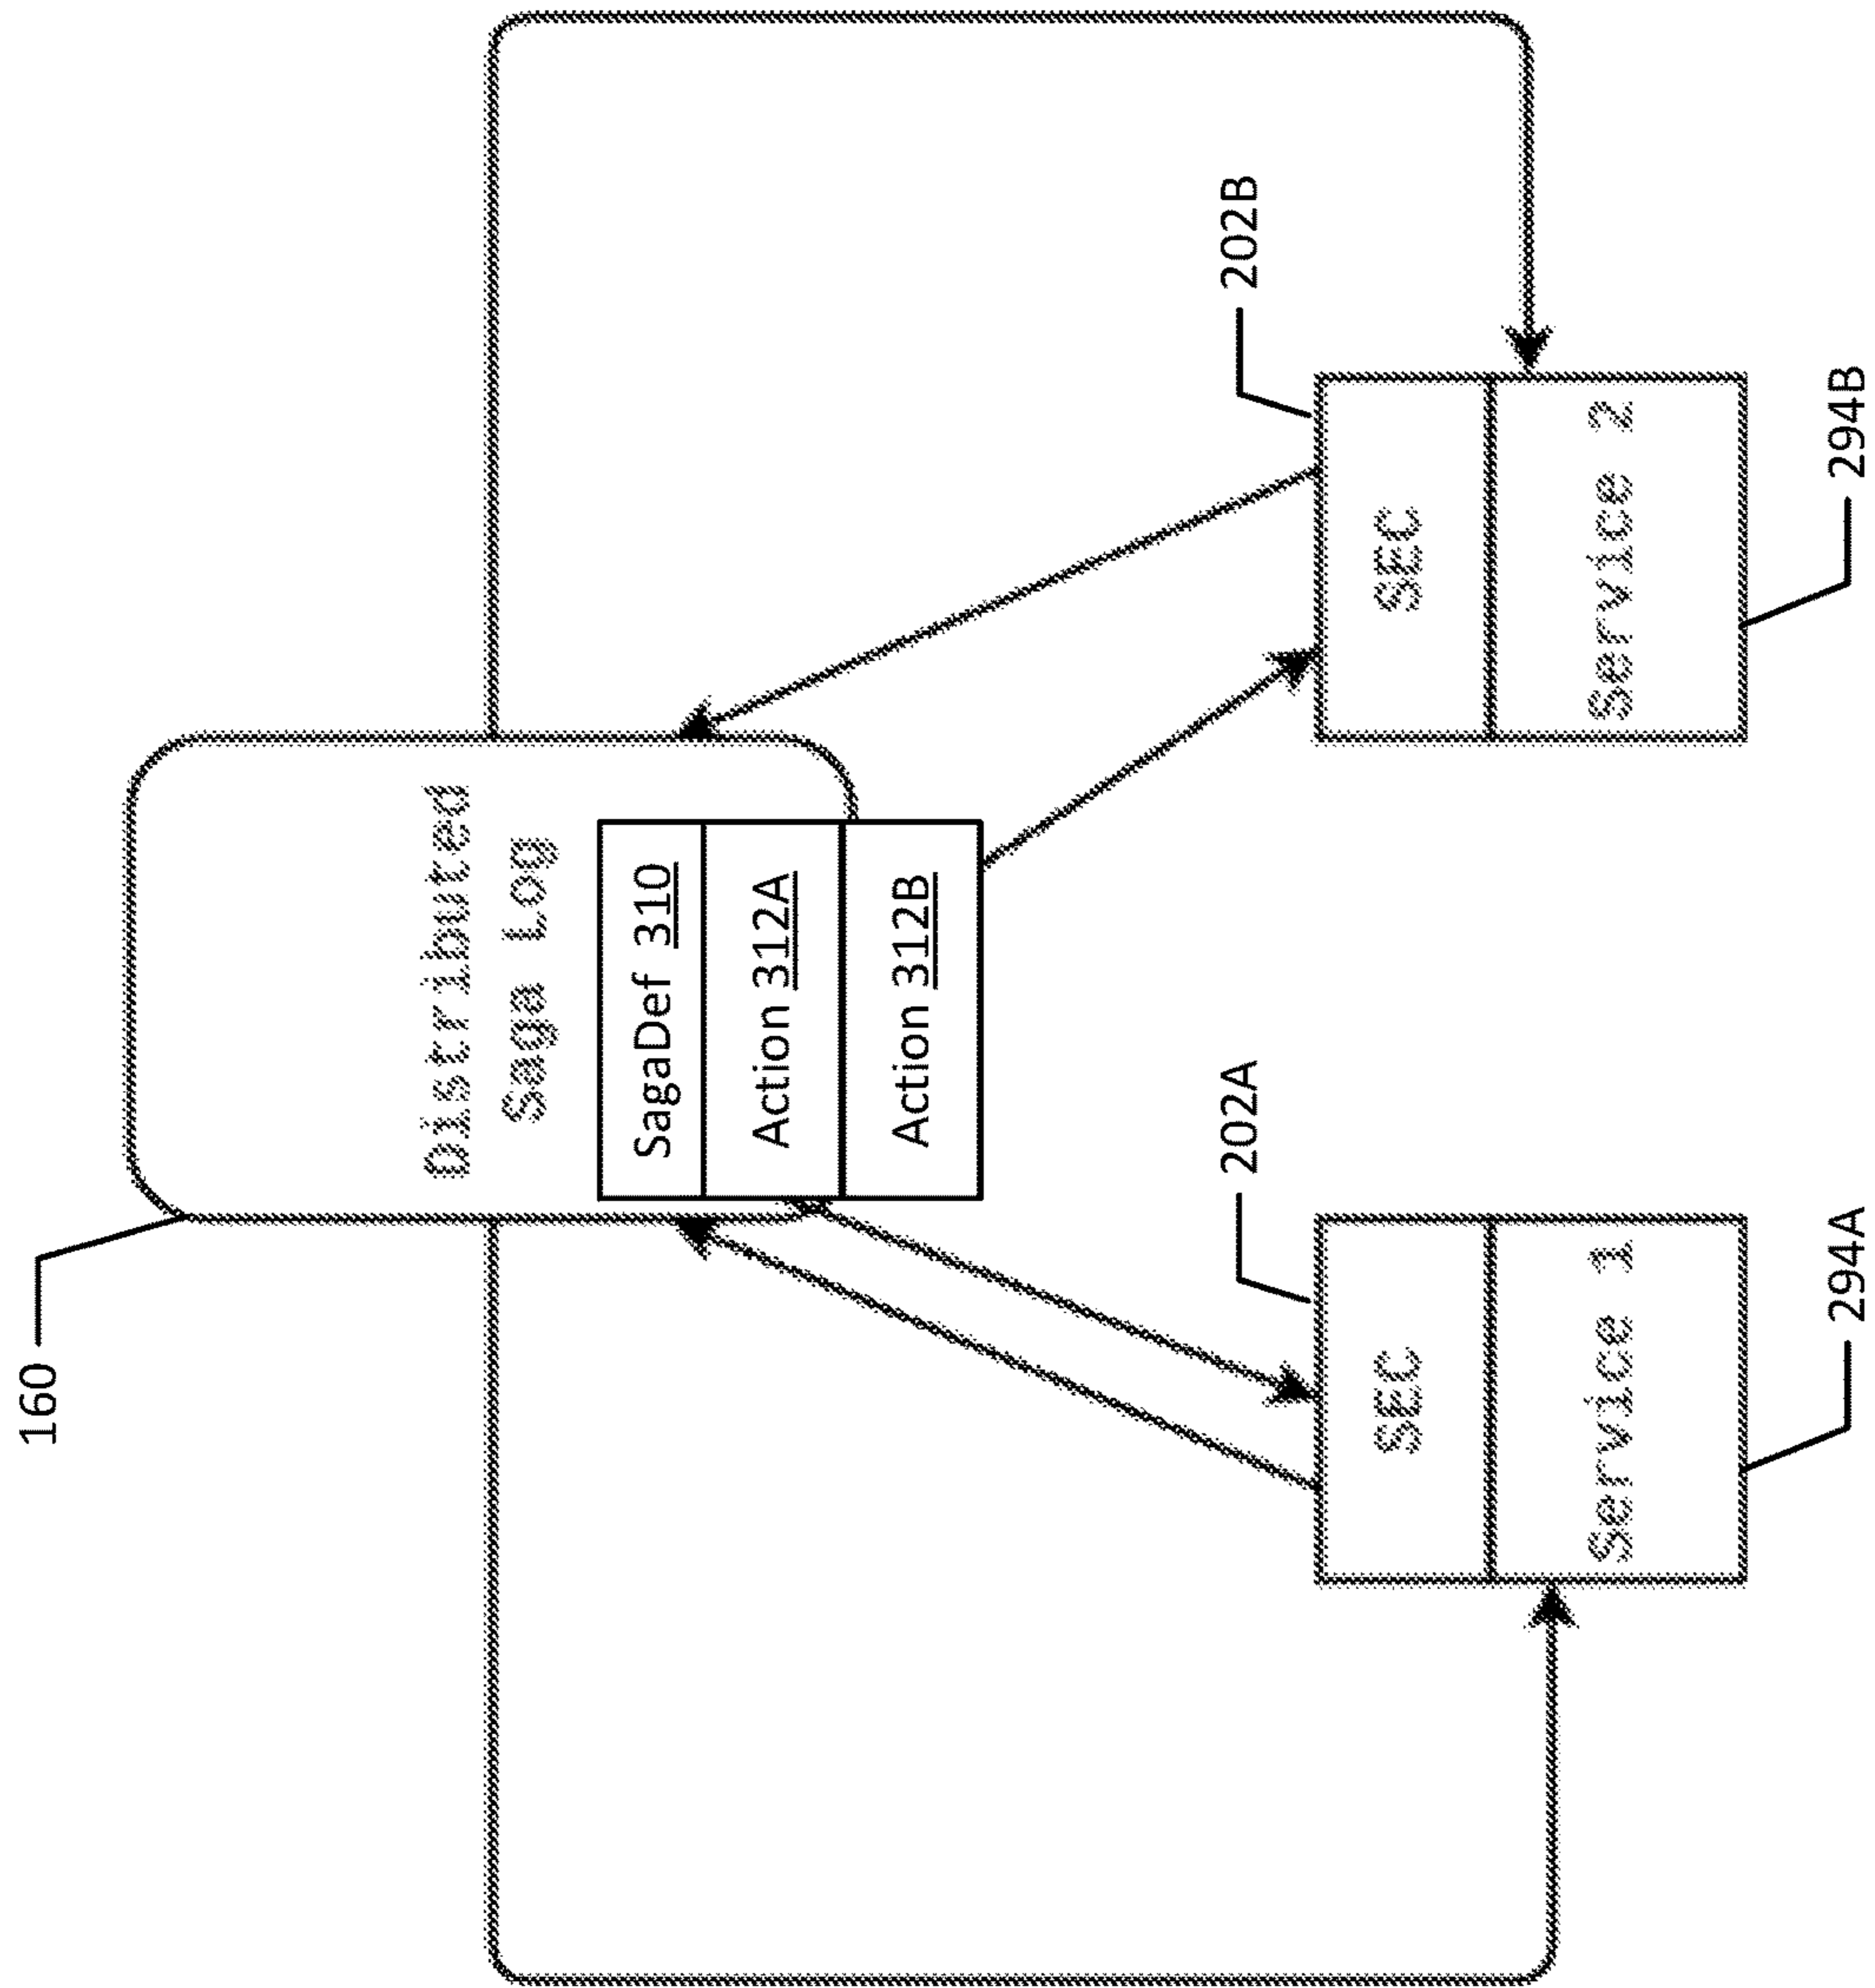 160
Distributed
Saga Log
SagaDef 310
Action 312A
Action 312B
202A
202B
SEC
Service 1
SEC
Service 2
294A
294B